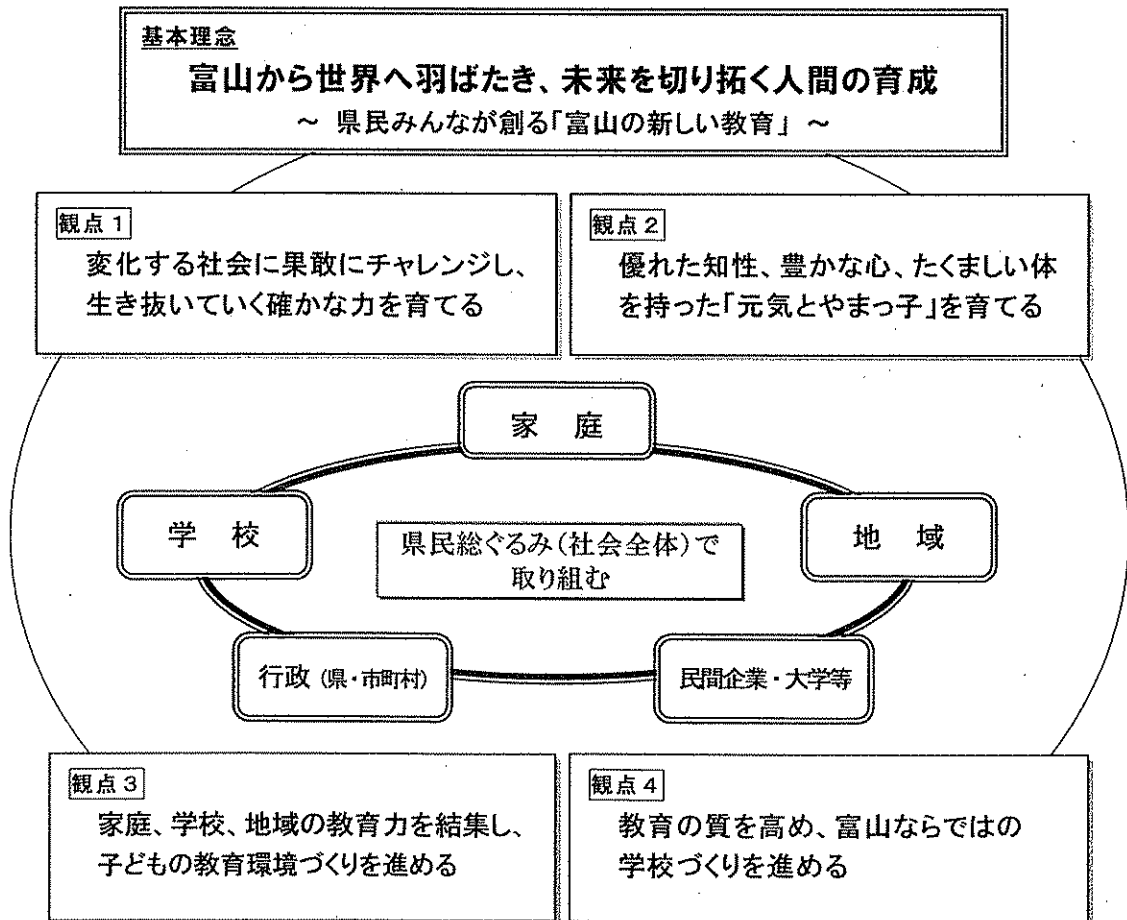 基本理念
富山から世界へ羽ばたき、未来を切り拓く人間の育成
～ 県民みんなが創る「富山の新しい教育」 ～
観点1
変化する社会に果敢にチャレンジし、
生き抜いていく確かな力を育てる
観点2
優れた知性、豊かな心、たくましい体
を持った「元気とやまっ子」を育てる
家 庭
学 校
地 域
県民総ぐるみ(社会全体)で
取り組む
行政 (県・市町村)
民間企業・大学等
観点3
家庭、学校、地域の教育力を結集し、
子どもの教育環境づくりを進める
観点4
教育の質を高め、富山ならではの
学校づくりを進める